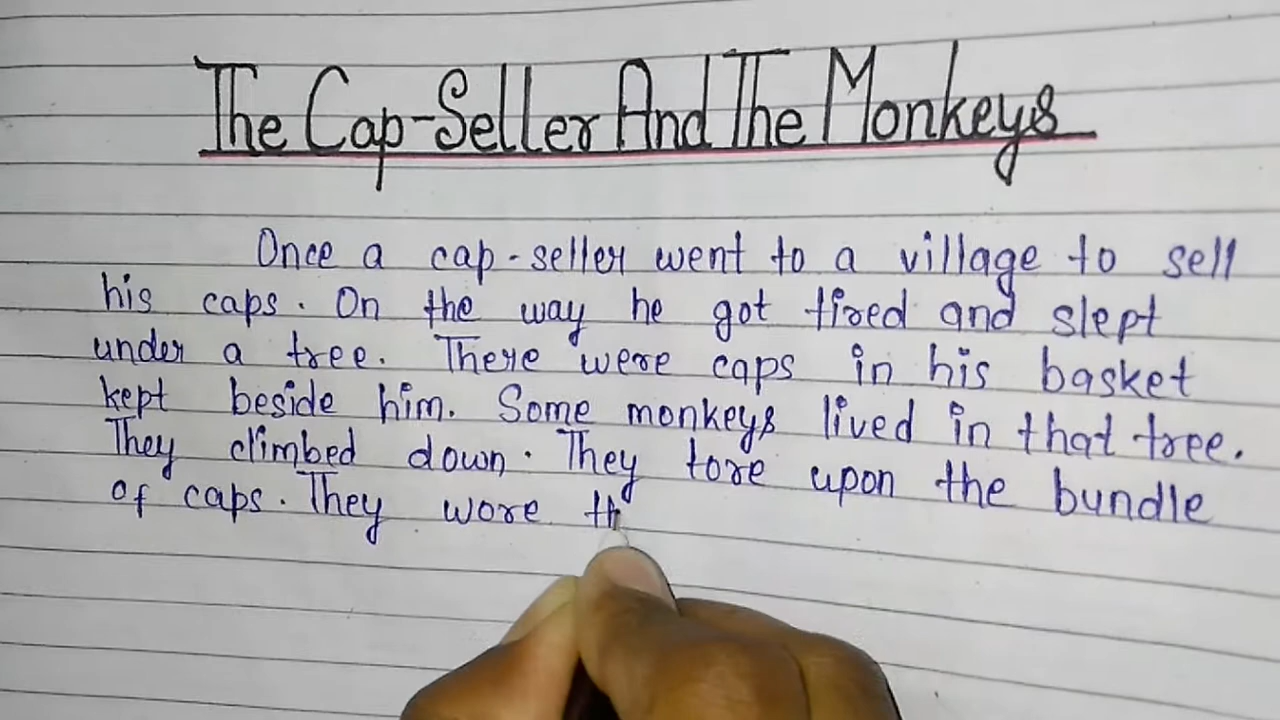 The Cap-Seller And The Monkeys
Once a cap-seller went to a village to sell
his caps. On the way he got tired and slept
under a tree. There were caps in his basket
kept beside him. Some monkeys lived in that tree.
They climbed down. They tore upon the bundle
of caps. They wore th